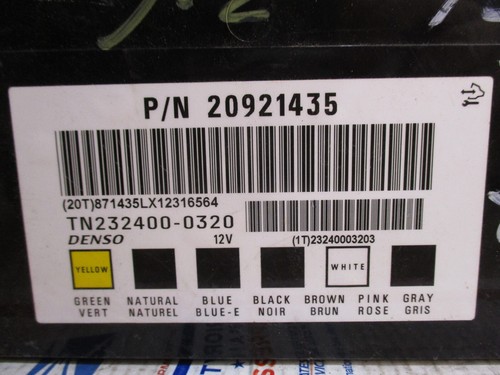 P/N 20921435
(20T)871435LX12316564
TN232400-0320
DENSO 12V
(1T)23240003203
YELLOW WHITE
GREEN NATURAL BLUE BLACK BROWN PINK GRAY
VERT NATUREL BLUE-E NOIR BRUN ROSE GRIS